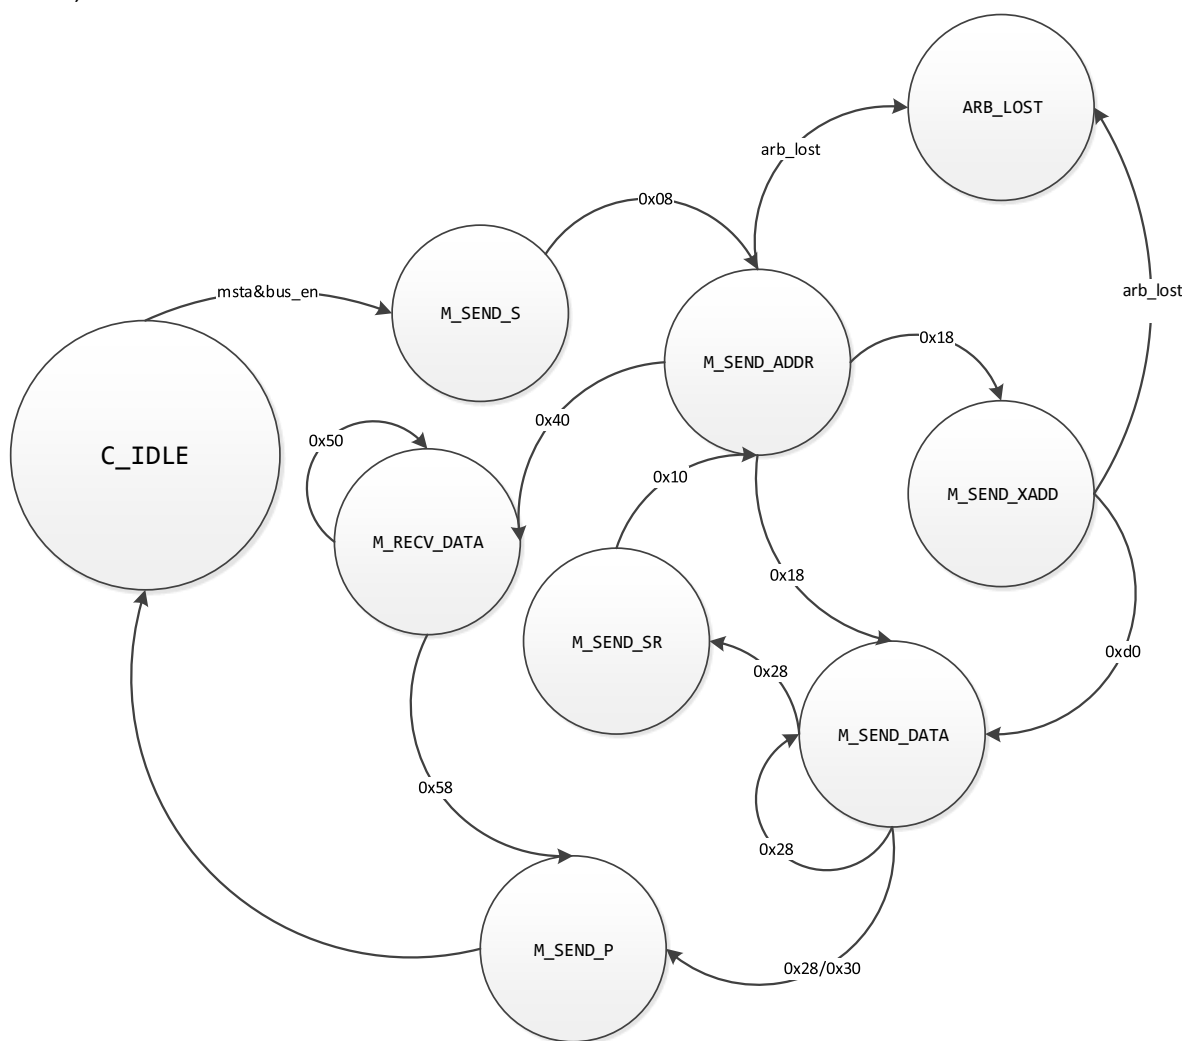 ARB_LOST
arb_lost
0x08
msta&bus_en
arb_lost
M_SEND_S
0x18
M_SEND_ADDR
0x40
0x50
C_IDLE
0x10
M_SEND_XADD
M_RECV_DATA
0x18
M_SEND_SR
0xd0
0x28
M_SEND_DATA
0x58
0x28
M_SEND_P
0x28/0x30